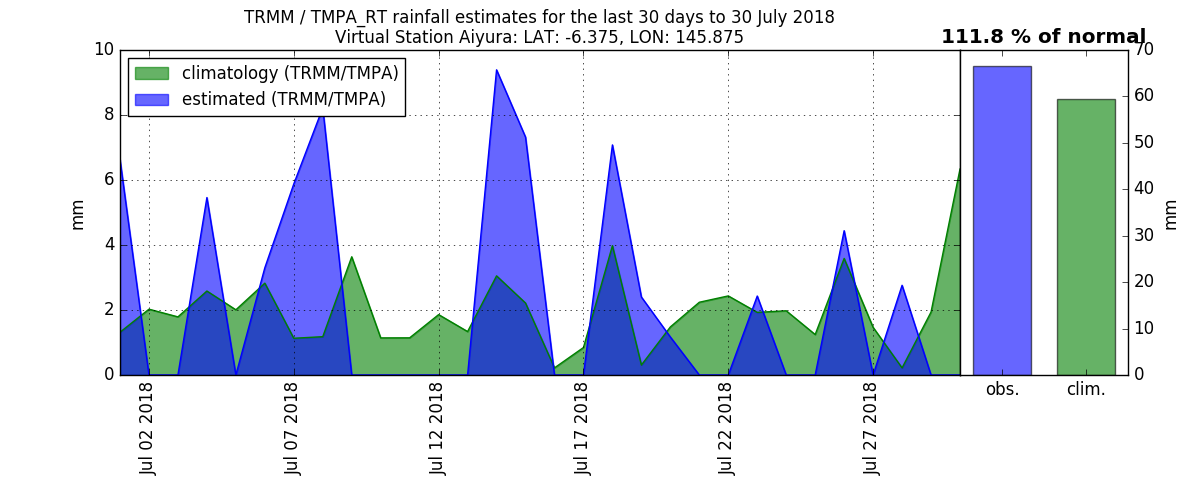 TRMM / TMPA_RT rainfall estimates for the last 30 days to 30 July 2018
Virtual Station Aiyura: LAT: -6.375, LON: 145.875
111.8 % of normal
climatology (TRMM/TMPA)
estimated (TRMM/TMPA)
10
8
6
4
2
0
mm
Jul 02 2018
Jul 07 2018
Jul 12 2018
Jul 17 2018
Jul 22 2018
Jul 27 2018
obs.
clim.
70
60
50
40
30
20
10
0
mm